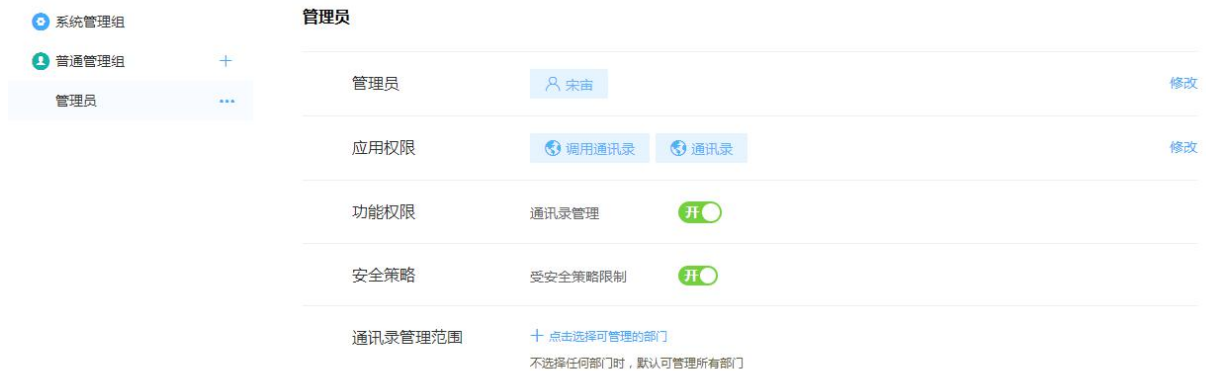 系统管理组
普通管理组
管理员
管理员
管理员 宋宙 修改
应用权限 调用通讯录 通讯录 修改
功能权限 通讯录管理 开
安全策略 受安全策略限制 开
通讯录管理范围 点击选择可管理的部门
不选择任何部门时，默认可管理所有部门